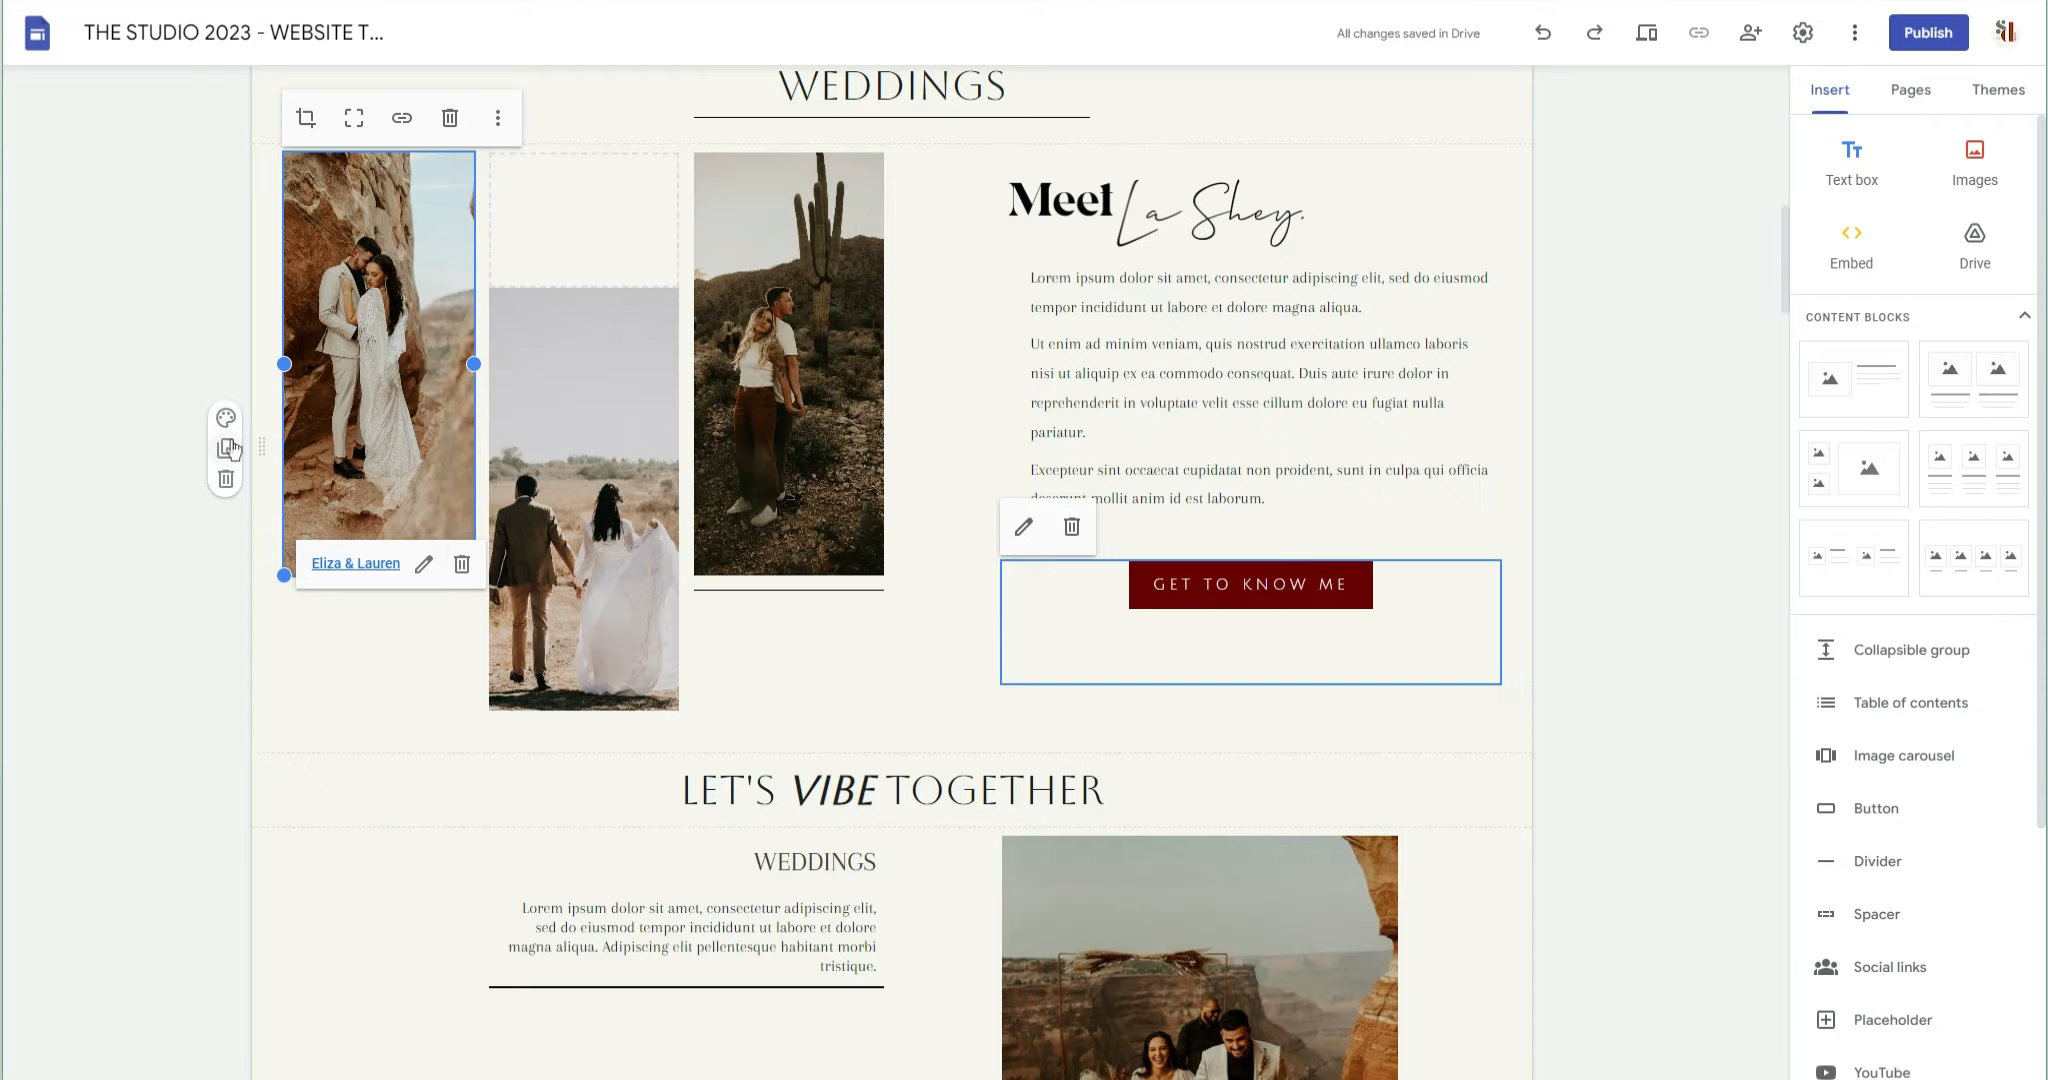 THE STUDIO 2023 - WEBSITE T...
All changes saved in Drive
Publish
WEDDINGS
Insert
Pages
Themes
Text box
Images
Embed
Drive
CONTENT BLOCKS
Meet La Shey.
Lorem ipsum dolor sit amet, consectetur adipiscing elit, sed do eiusmod
tempor incididunt ut labore et dolore magna aliqua.
Ut enim ad minim veniam, quis nostrud exercitation ullamco laboris
nisi ut aliquip ex ea commodo consequat. Duis aute irure dolor in
reprehenderit in voluptate velit esse cillum dolore eu fugiat nulla
pariatur.
Excepteur sint occaecat cupidatat non proident, sunt in culpa qui officia
deserunt mollit anim id est laborum.
Eliza & Lauren
GET TO KNOW ME
LET'S VIBE TOGETHER
WEDDINGS
Lorem ipsum dolor sit amet, consectetur adipiscing elit,
sed do eiusmod tempor incididunt ut labore et dolore
magna aliqua. Adipiscing elit pellentesque habitant morbi
tristique.
Collapsible group
Table of contents
Image carousel
Button
Divider
Spacer
Social links
Placeholder
YouTube